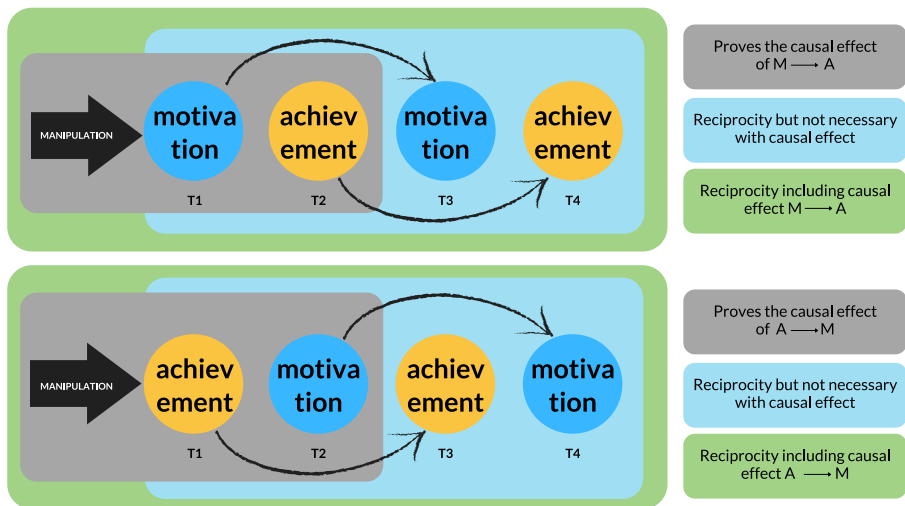 MANIPULATION
motiva
tion
achiev
ement
motiva
tion
achiev
ement
T1
T2
T3
T4
Proves the causal effect
of M ⟶ A
Reciprocity but not necessary
with causal effect
Reciprocity including causal
effect M ⟶ A
MANIPULATION
achiev
ement
motiva
tion
achiev
ement
motiva
tion
T1
T2
T3
T4
Proves the causal effect
of A ⟶ M
Reciprocity but not necessary
with causal effect
Reciprocity including causal
effect A ⟶ M